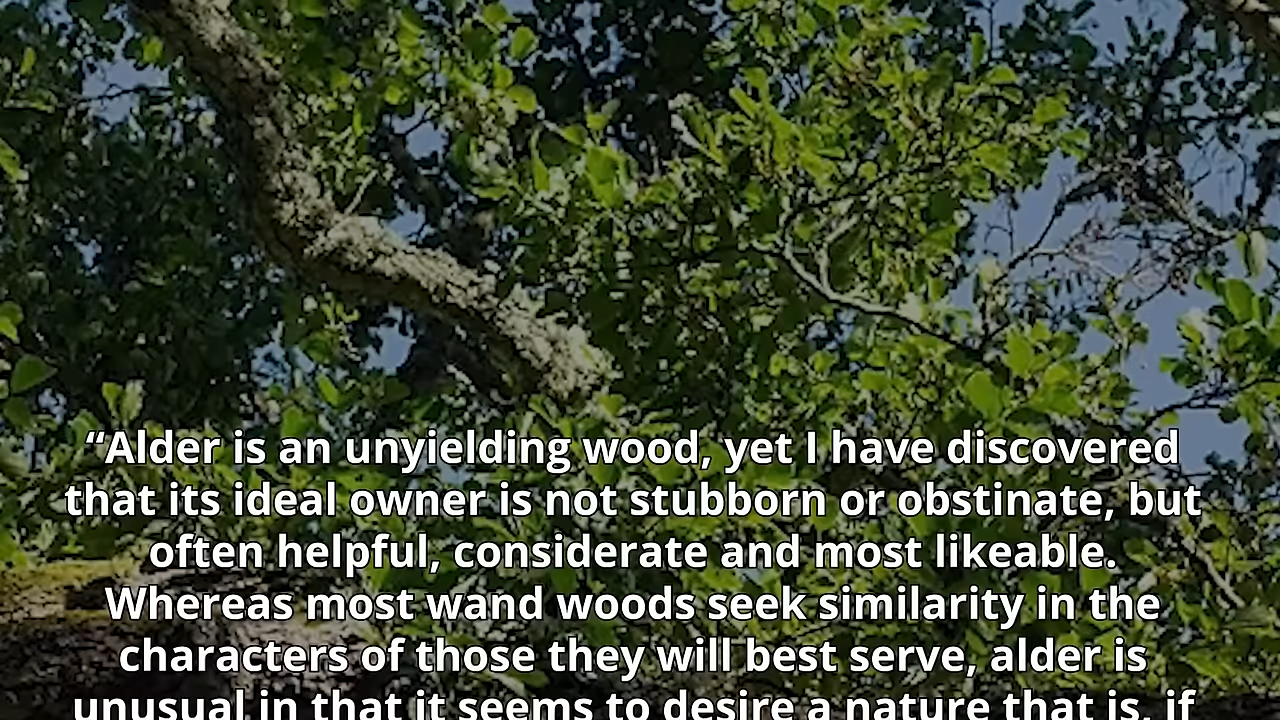 “Alder is an unyielding wood, yet I have discovered
that its ideal owner is not stubborn or obstinate, but
often helpful, considerate and most likeable.
Whereas most wand woods seek similarity in the
characters of those they will best serve, alder is
unusual in that it seems to desire a nature that is, if